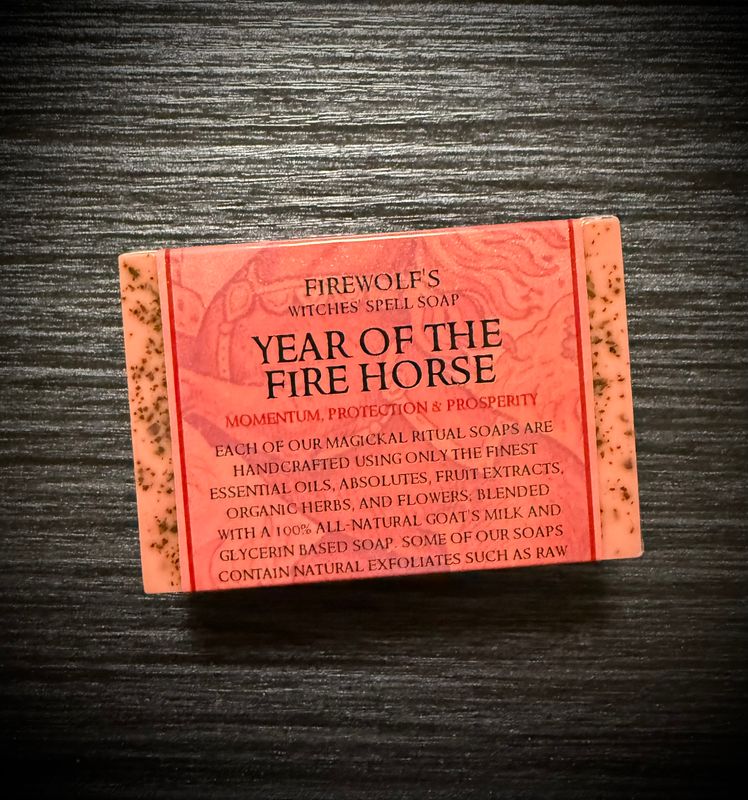 FIREWOLF'S
WITCHES' SPELL SOAP
YEAR OF THE
FIRE HORSE
MOMENTUM, PROTECTION & PROSPERITY
EACH OF OUR MAGICKAL RITUAL SOAPS ARE
HANDCRAFTED USING ONLY THE FINEST
ESSENTIAL OILS, ABSOLUTES, FRUIT EXTRACTS,
ORGANIC HERBS, AND FLOWERS; BLENDED
WITH A 100% ALL-NATURAL GOAT'S MILK AND
GLYCERIN BASED SOAP. SOME OF OUR SOAPS
CONTAIN NATURAL EXFOLIATES SUCH AS RAW